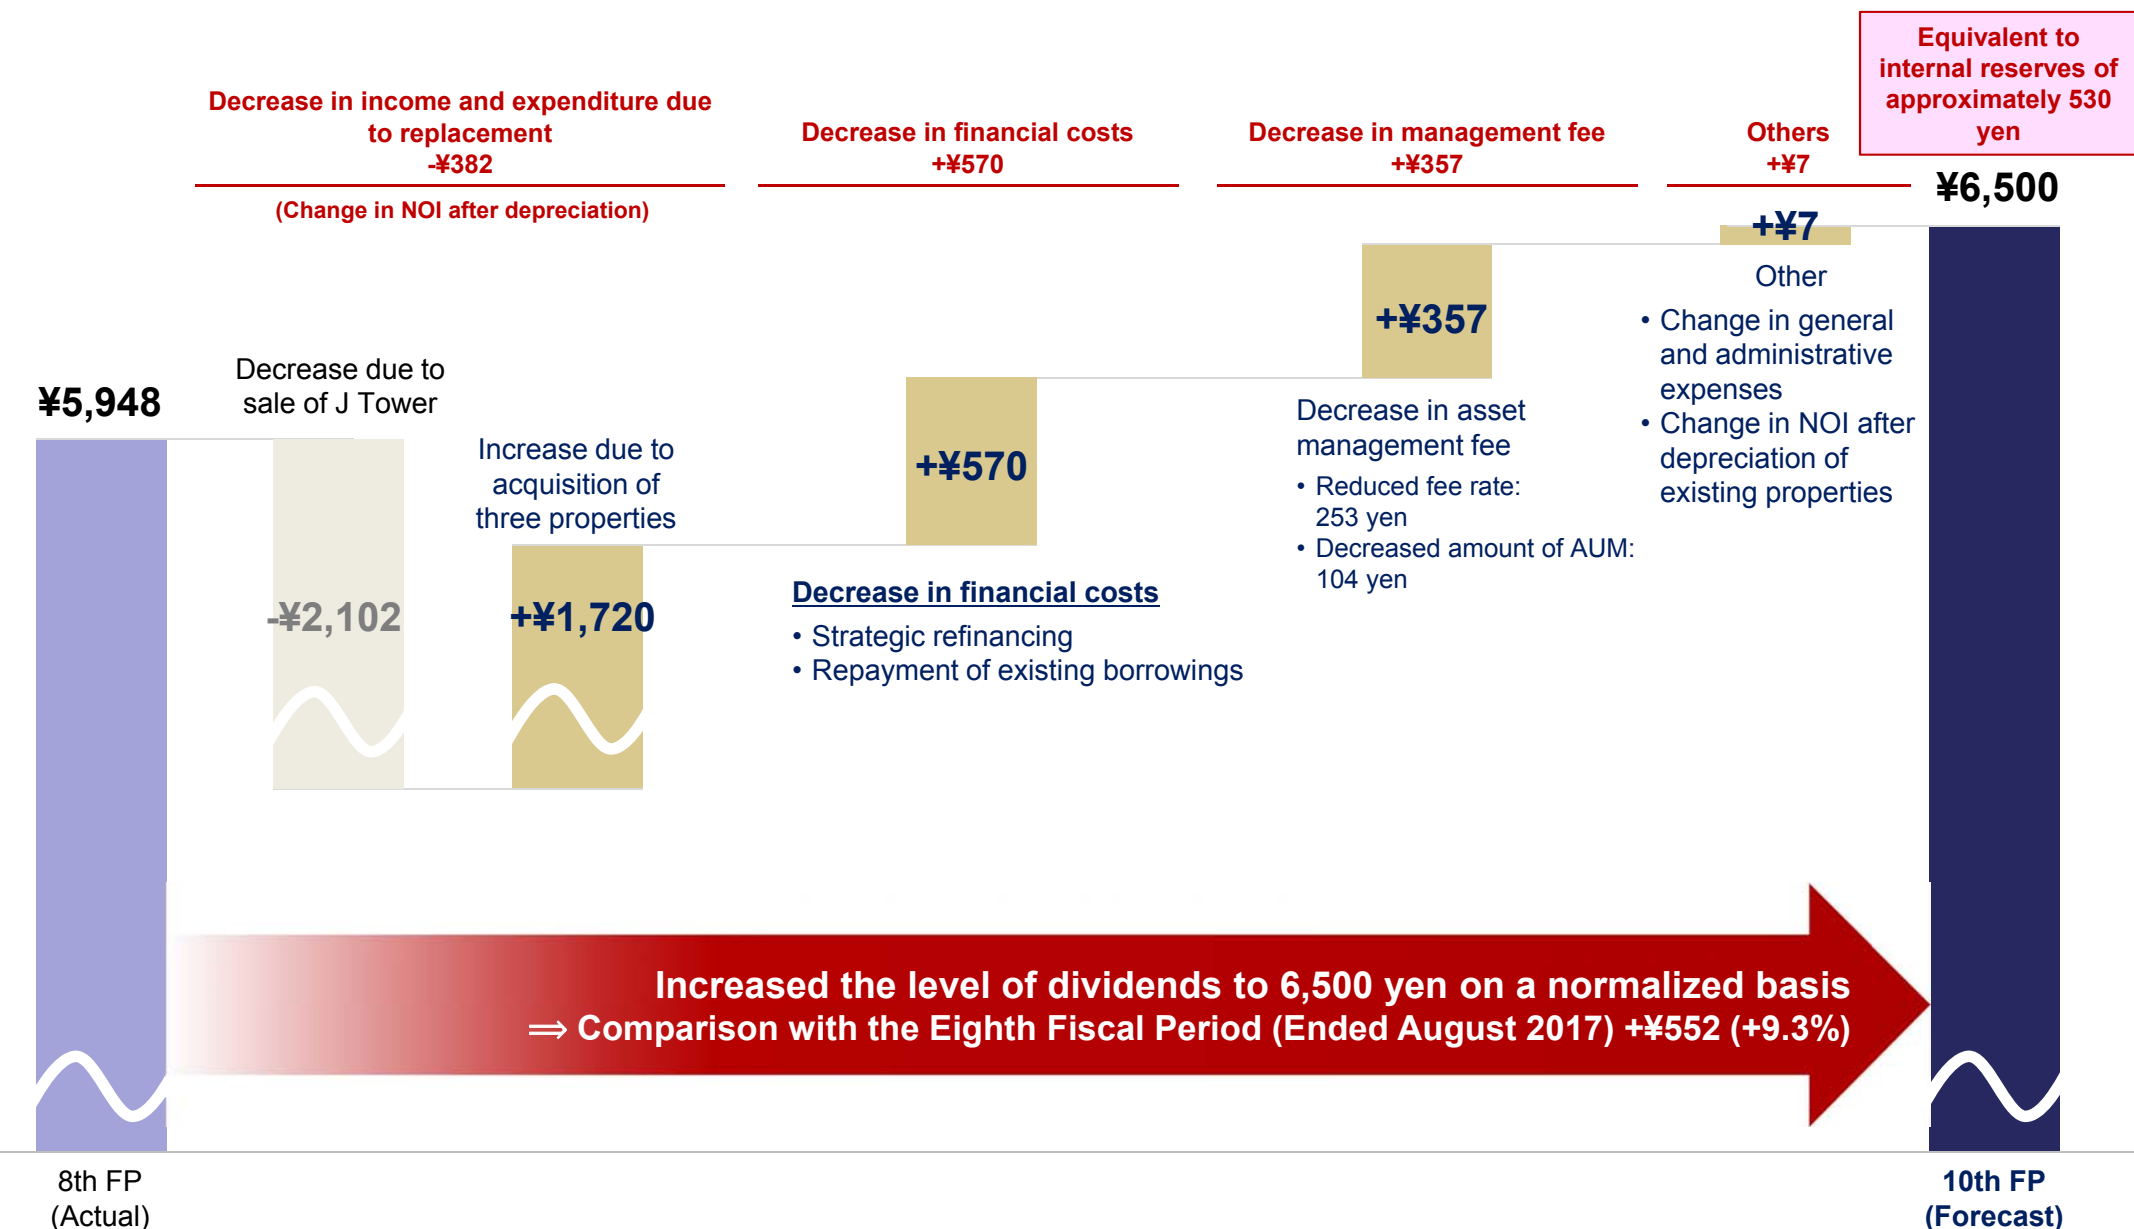 Equivalent to
internal reserves of
approximately 530
yen
Decrease in income and expenditure due
to replacement
-¥382
(Change in NOI after depreciation)
Decrease in financial costs
+¥570
Decrease in management fee
+¥357
Others
+¥7
¥6,500
+¥7
Other
• Change in general
and administrative
expenses
• Change in NOI after
depreciation of
existing properties
+¥357
Decrease in asset
management fee
• Reduced fee rate:
253 yen
• Decreased amount of AUM:
104 yen
¥5,948
Decrease due to
sale of J Tower
-¥2,102
Increase due to
acquisition of
three properties
+¥1,720
+¥570
Decrease in financial costs
• Strategic refinancing
• Repayment of existing borrowings
Increased the level of dividends to 6,500 yen on a normalized basis
⇒ Comparison with the Eighth Fiscal Period (Ended August 2017) +¥552 (+9.3%)
8th FP
(Actual)
10th FP
(Forecast)